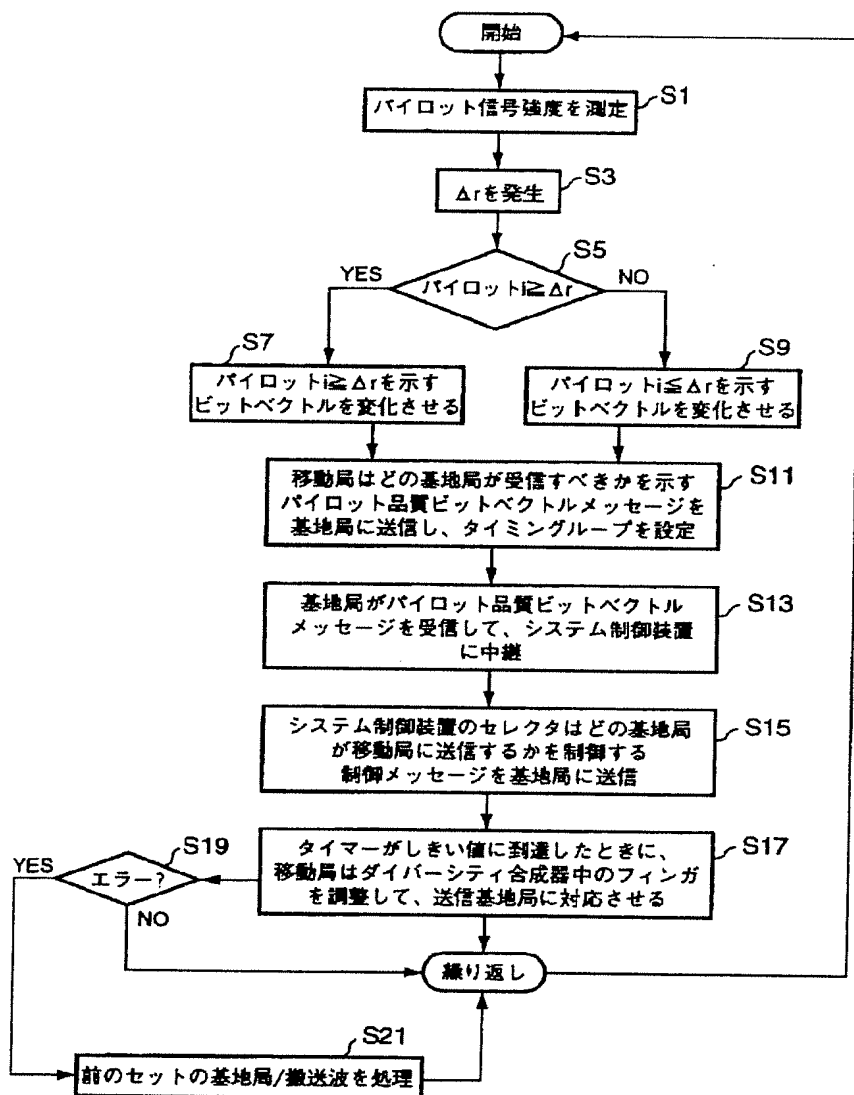 開始
S1
パイロット信号強度を測定
S3
Δrを発生
S5
YES
パイロットi≧Δr
NO
S7
パイロットi≧Δrを示す
ビットベクトルを変化させる
S9
パイロットi≦Δrを示す
ビットベクトルを変化させる
S11
移動局はどの基地局が受信すべきかを示す
パイロット品質ビットベクトルメッセージを
基地局に送信し、タイミングループを設定
S13
基地局がパイロット品質ビットベクトル
メッセージを受信して、システム制御装置
に中継
S15
システム制御装置のセレクタはどの基地局
が移動局に送信するかを制御する
制御メッセージを基地局に送信
S17
タイマーがしきい値に到達したときに、
移動局はダイバーシティ合成器中のフィンガ
を調整して、送信基地局に対応させる
S19
YES
エラー?
NO
繰り返し
S21
前のセットの基地局/搬送波を処理